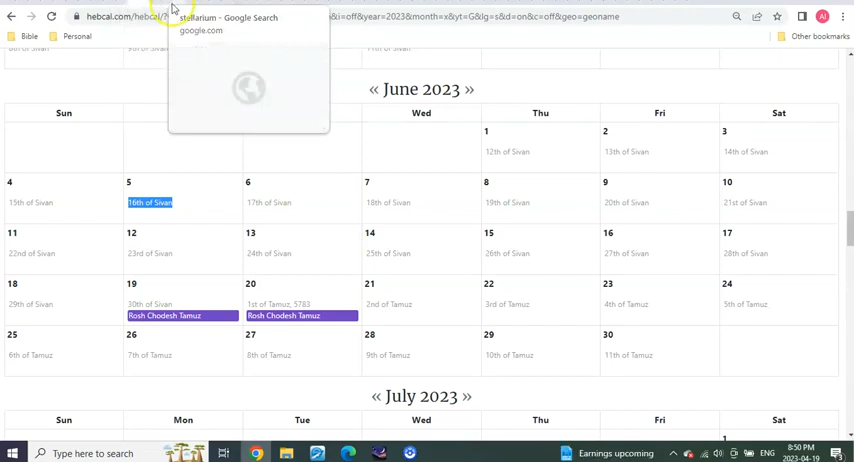 stellarium - Google Search
google.com
hebcal.com/hebcal/?
&i=off&year=2023&month=x&yt=G&lg=s&d=on&c=off&geo=geoname
AI
Bible
Personal
Other bookmarks
« June 2023 »
Sun
Wed
Thu
Fri
Sat
1
2
3
12th of Sivan
13th of Sivan
14th of Sivan
4
5
6
7
8
9
10
15th of Sivan
16th of Sivan
17th of Sivan
18th of Sivan
19th of Sivan
20th of Sivan
21st of Sivan
11
12
13
14
15
16
17
22nd of Sivan
23rd of Sivan
24th of Sivan
25th of Sivan
26th of Sivan
27th of Sivan
28th of Sivan
18
19
20
21
22
23
24
29th of Sivan
30th of Sivan
1st of Tamuz, 5783
2nd of Tamuz
3rd of Tamuz
4th of Tamuz
5th of Tamuz
Rosh Chodesh Tamuz
Rosh Chodesh Tamuz
25
26
27
28
29
30
6th of Tamuz
7th of Tamuz
8th of Tamuz
9th of Tamuz
10th of Tamuz
11th of Tamuz
« July 2023 »
Sun
Mon
Tue
Wed
Thu
Fri
Sat
1
Type here to search
Earnings upcoming
ENG
8:50 PM
2023-04-19
3